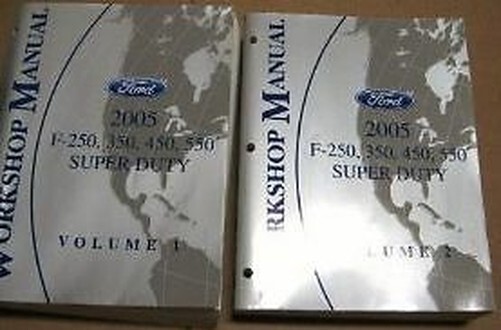 WORKSHOP MANUAL
Ford
2005
F-250, 350, 450, 550
SUPER DUTY
VOLUME 1
RKSHOP MANUAL
Ford
2005
F-250, 350, 450, 550
SUPER DUTY
LUME 2